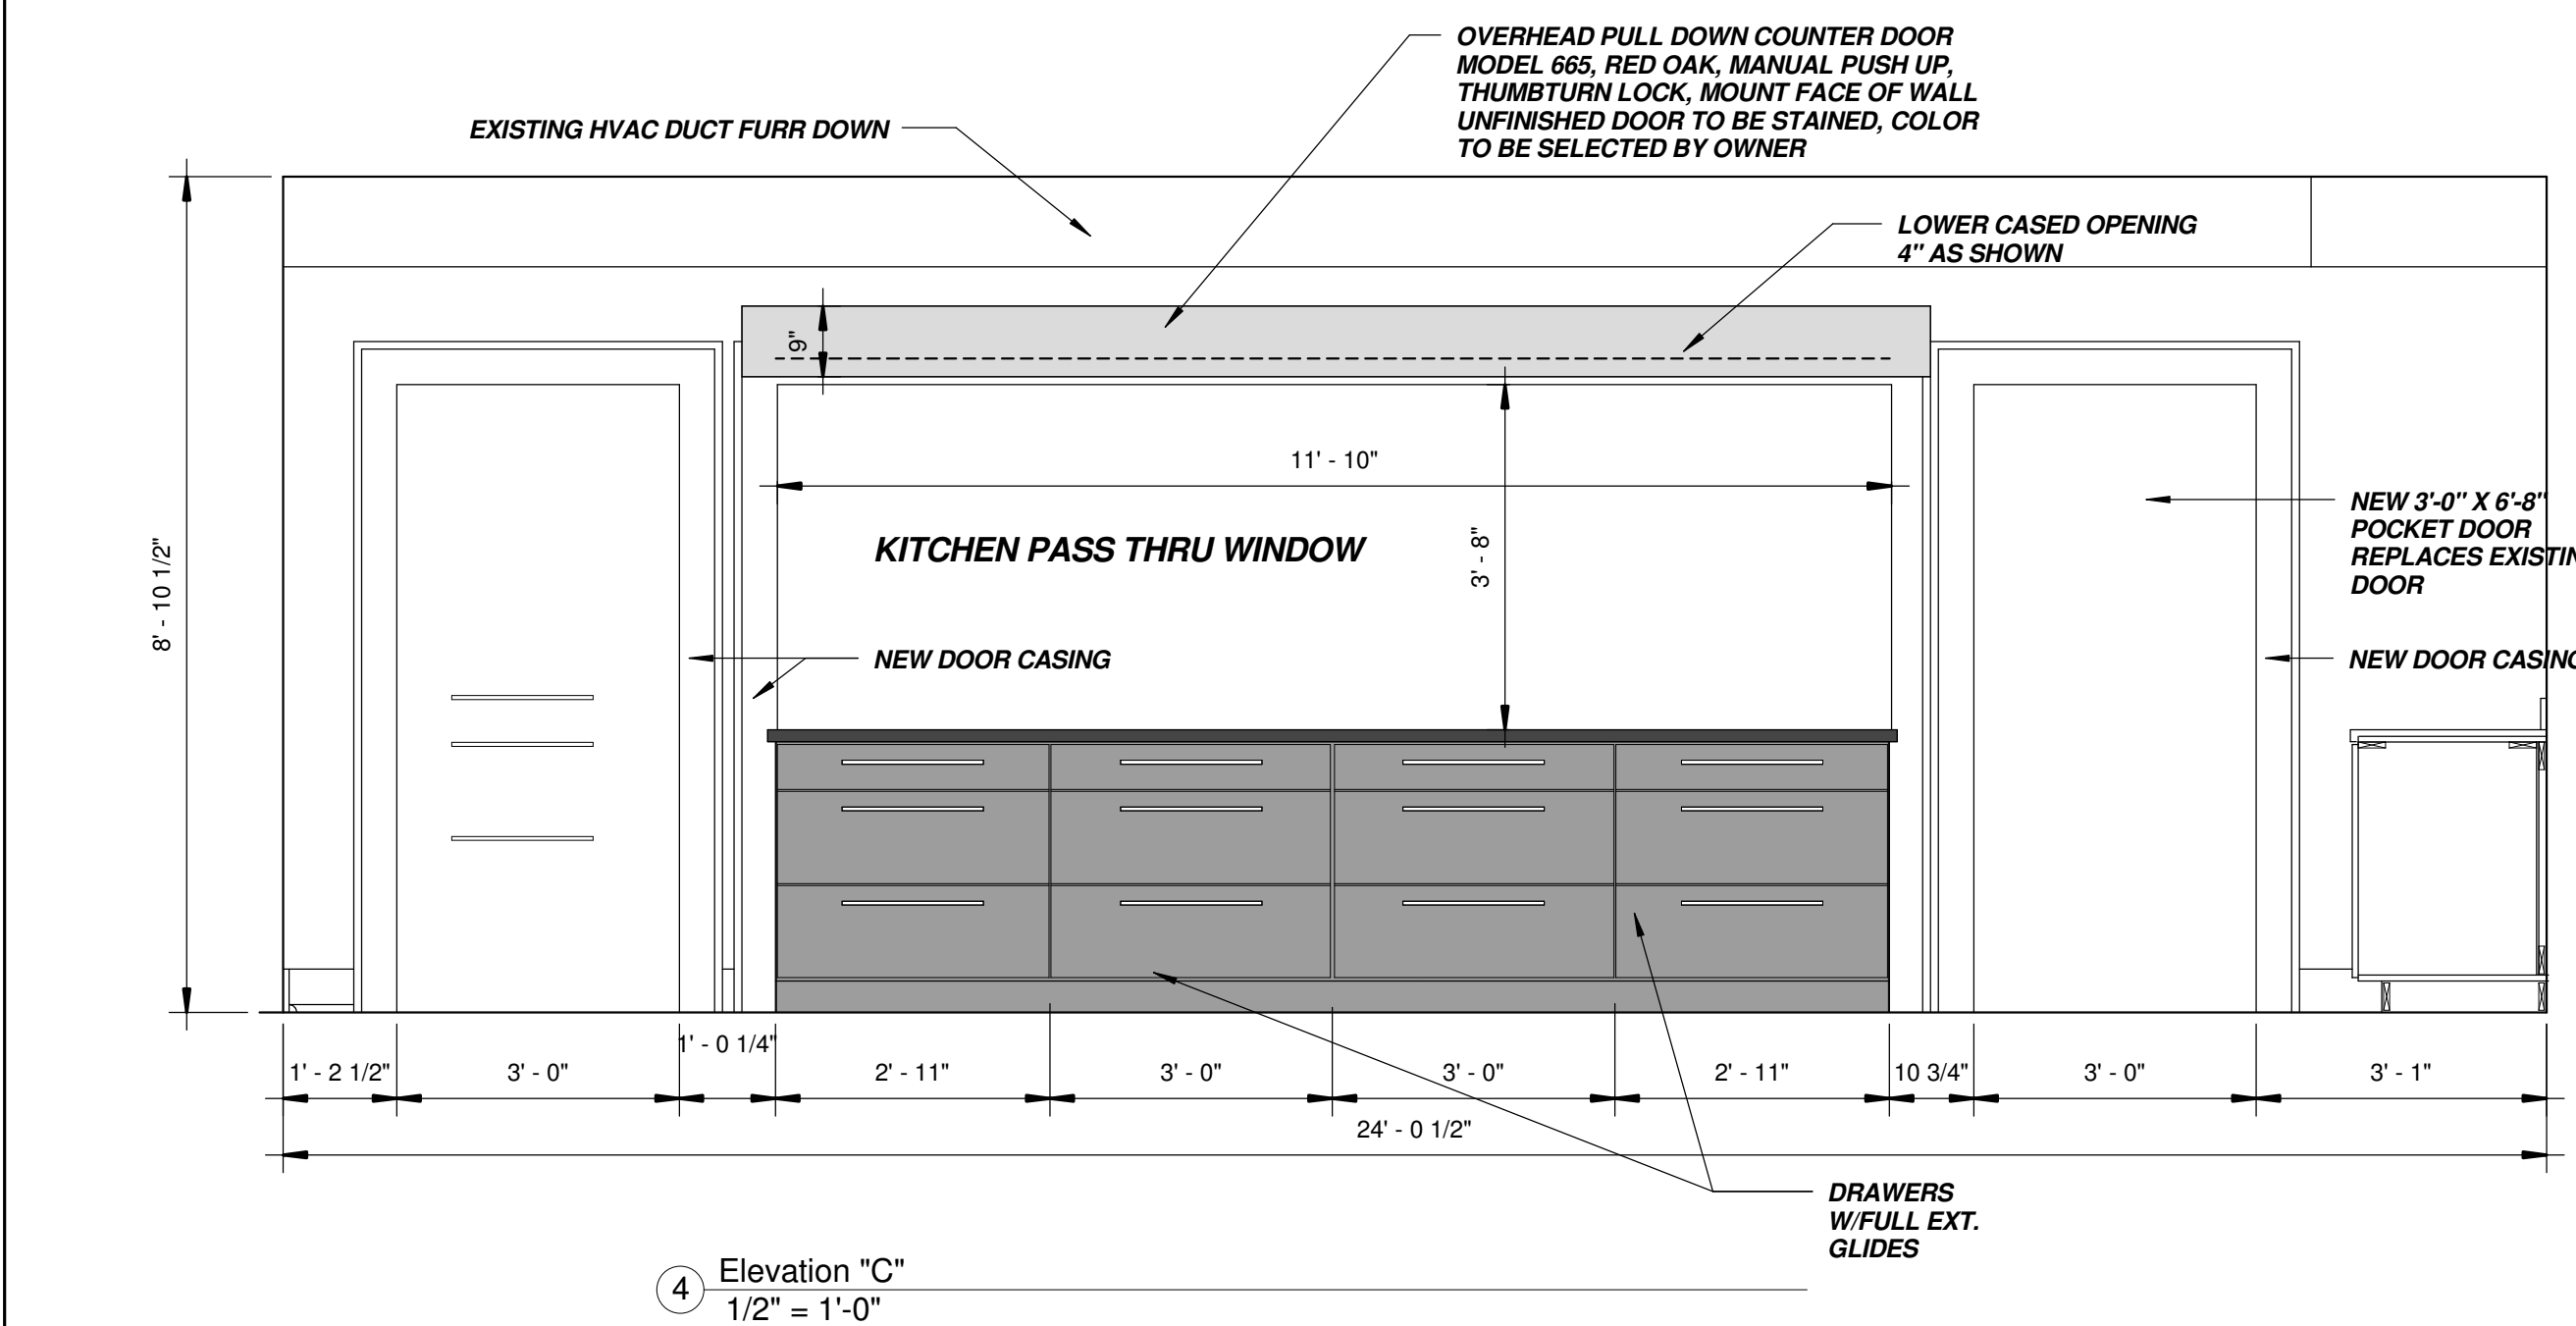 OVERHEAD PULL DOWN COUNTER DOOR
MODEL 665, RED OAK, MANUAL PUSH UP,
THUMBTURN LOCK, MOUNT FACE OF WALL
UNFINISHED DOOR TO BE STAINED, COLOR
TO BE SELECTED BY OWNER
EXISTING HVAC DUCT FURR DOWN
LOWER CASED OPENING
4" AS SHOWN
9"
11' - 10"
8' - 10 1/2"
KITCHEN PASS THRU WINDOW
3' - 8"
NEW 3'-0" X 6'-8"
POCKET DOOR
REPLACES EXISTIN
DOOR
NEW DOOR CASING
NEW DOOR CASING
1' - 0 1/4"
1' - 2 1/2"
3' - 0"
2' - 11"
3' - 0"
3' - 0"
2' - 11"
10 3/4"
3' - 0"
3' - 1"
24' - 0 1/2"
DRAWERS
W/FULL EXT.
GLIDES
4
Elevation "C"
1/2" = 1'-0"